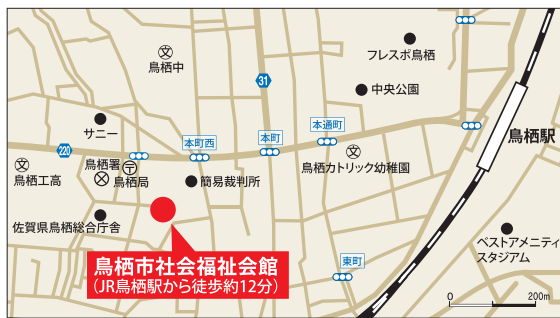 フレスポ鳥栖
文
鳥栖中
31
中央公園
サニー
本通町
本町
本町西
鳥栖駅
220
文
鳥栖工高
鳥栖署
鳥栖局
簡易裁判所
文
鳥栖カトリック幼稚園
佐賀県鳥栖総合庁舎
鳥栖市社会福祉会館
(JR鳥栖駅から徒歩約12分)
東町
ベストアメニティ
スタジアム
0 200m